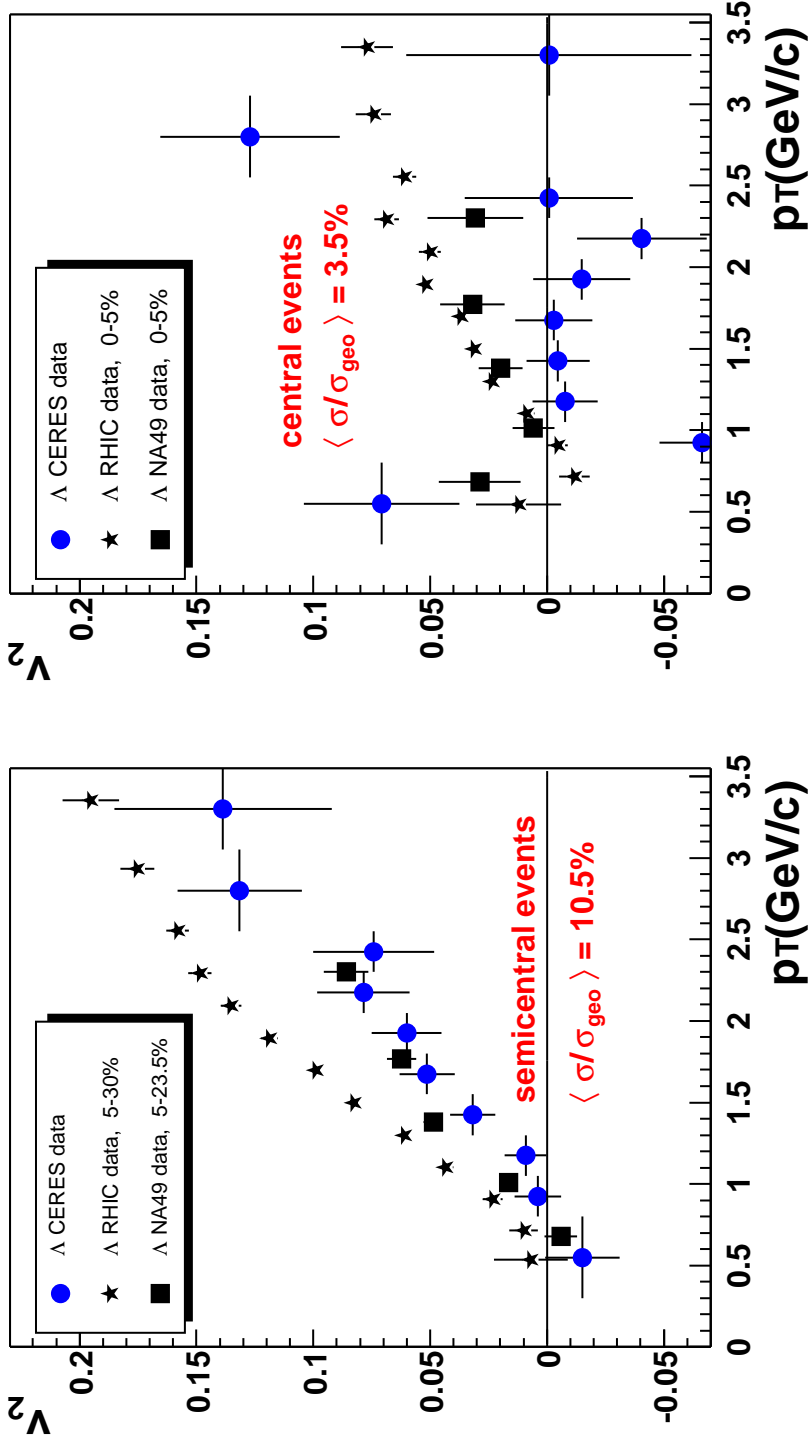 v2
0.2
0.15
0.1
0.05
0
-0.05
Λ CERES data
Λ RHIC data, 5-30%
Λ NA49 data, 5-23.5%
semicentral events
⟨ σ/σgeo ⟩ = 10.5%
0 0.5 1 1.5 2 2.5 3 3.5
pT(GeV/c)
v2
0.2
0.15
0.1
0.05
0
-0.05
Λ CERES data
Λ RHIC data, 0-5%
Λ NA49 data, 0-5%
central events
⟨ σ/σgeo ⟩ = 3.5%
0 0.5 1 1.5 2 2.5 3 3.5
pT(GeV/c)